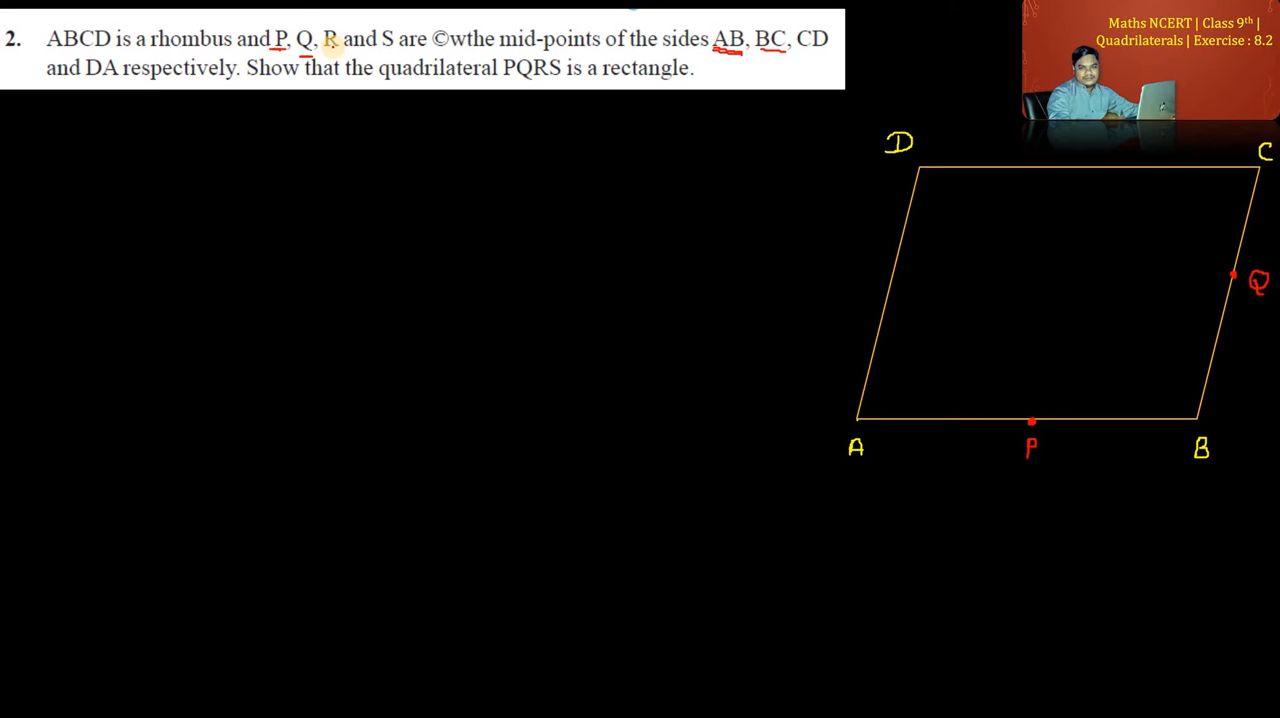 2. ABCD is a rhombus and P, Q, R and S are ©wthe mid-points of the sides AB, BC, CD
and DA respectively. Show that the quadrilateral PQRS is a rectangle.
Maths NCERT | Class 9th |
Quadrilaterals | Exercise : 8.2
D
C
Q
A
P
B